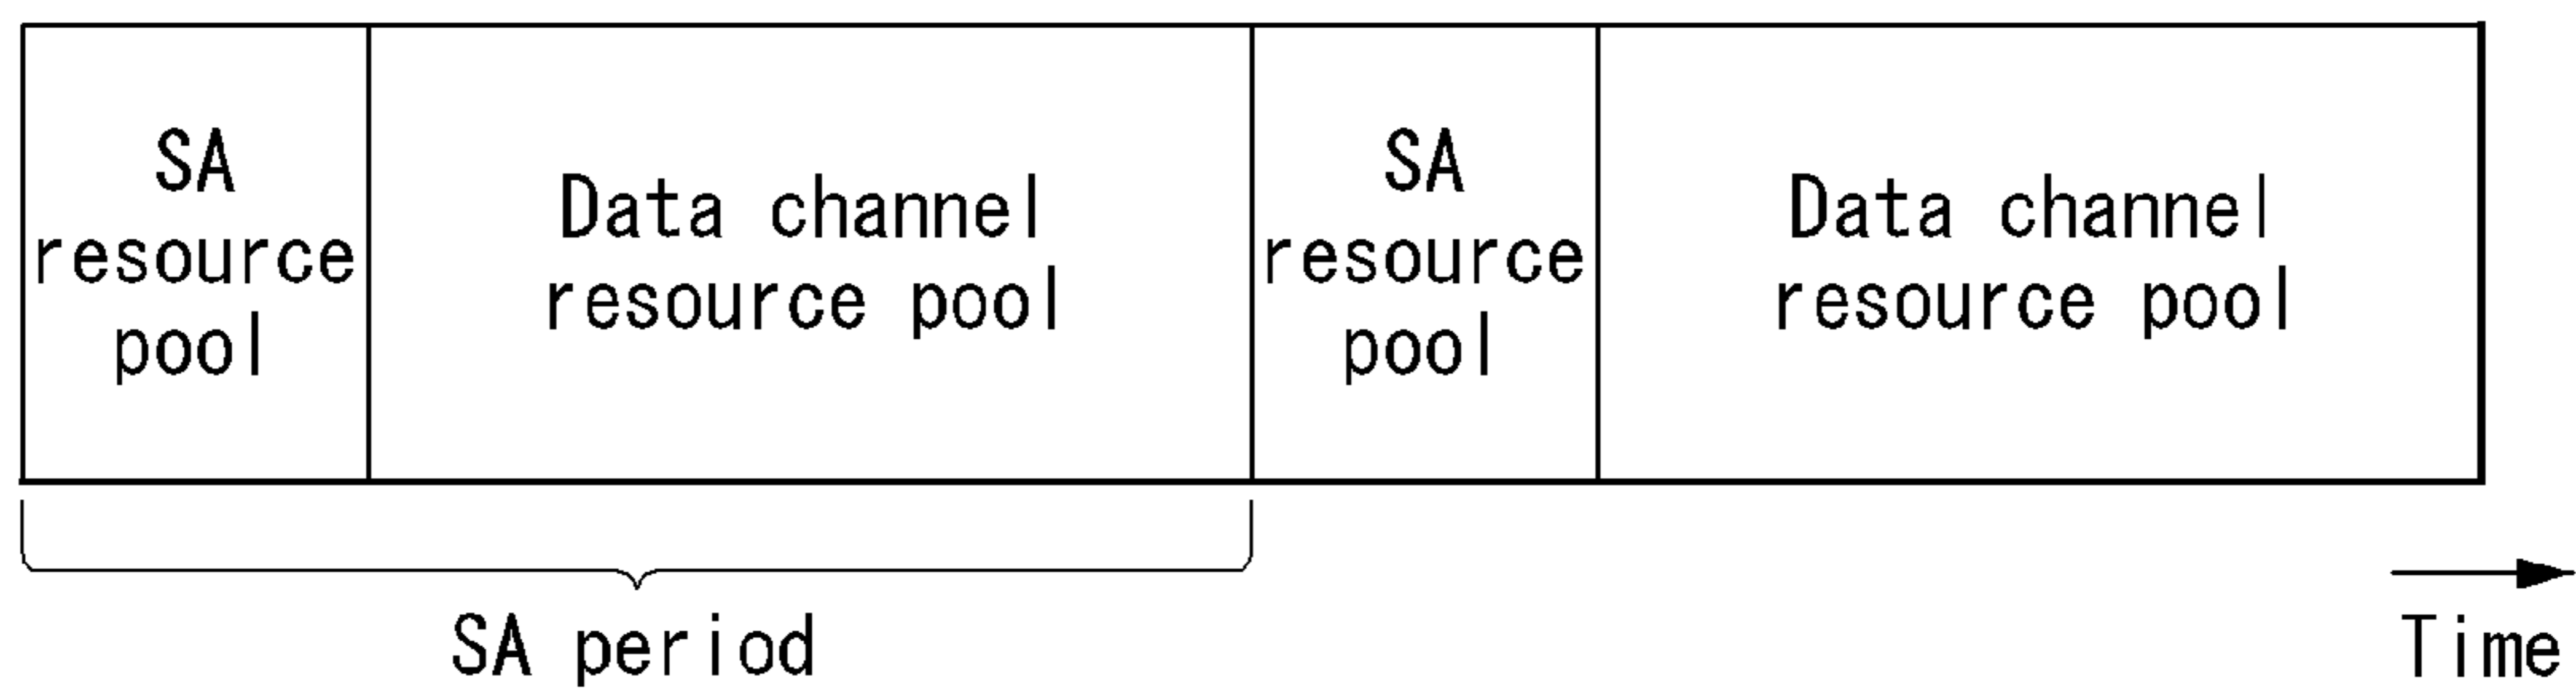 SA
resource
pool
Data channel
resource pool
SA
resource
pool
Data channel
resource pool
SA period
Time